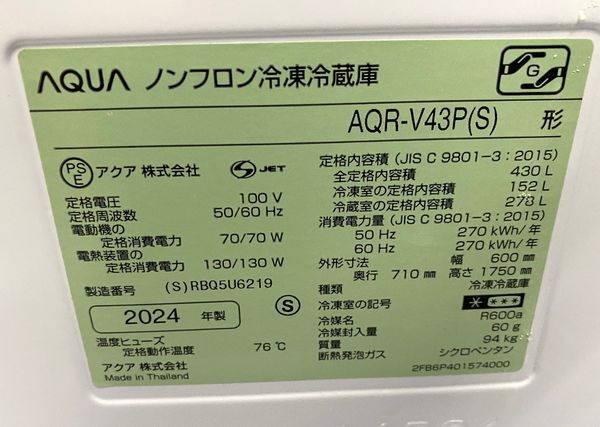 AQUA ノンフロン冷凍冷蔵庫
G
AQR-V43P(S) 形
PSE アクア 株式会社 S JET
定格電圧 100 V
定格周波数 50/60 Hz
電動機の
定格消費電力 70/70 W
電熱装置の
定格消費電力 130/130 W
製造番号 (S)RBQ5U6219
2024 年製 S
温度ヒューズ
定格動作温度 76℃
アクア 株式会社
Made in Thailand
定格内容積 (JIS C 9801-3:2015)
全定格内容積 430 L
冷凍室の定格内容積 152 L
冷蔵室の定格内容積 278 L
消費電力量 (JIS C 9801-3:2015)
50 Hz 270 kWh/年
60 Hz 270 kWh/年
外形寸法 幅 600㎜
奥行 710㎜ 高さ 1750㎜
種類 冷凍冷蔵庫
冷凍室の記号 * ***
冷媒名 R600a
冷媒封入量 60 g
質量 94 kg
断熱発泡ガス シクロペンタン
2FB6P401574000